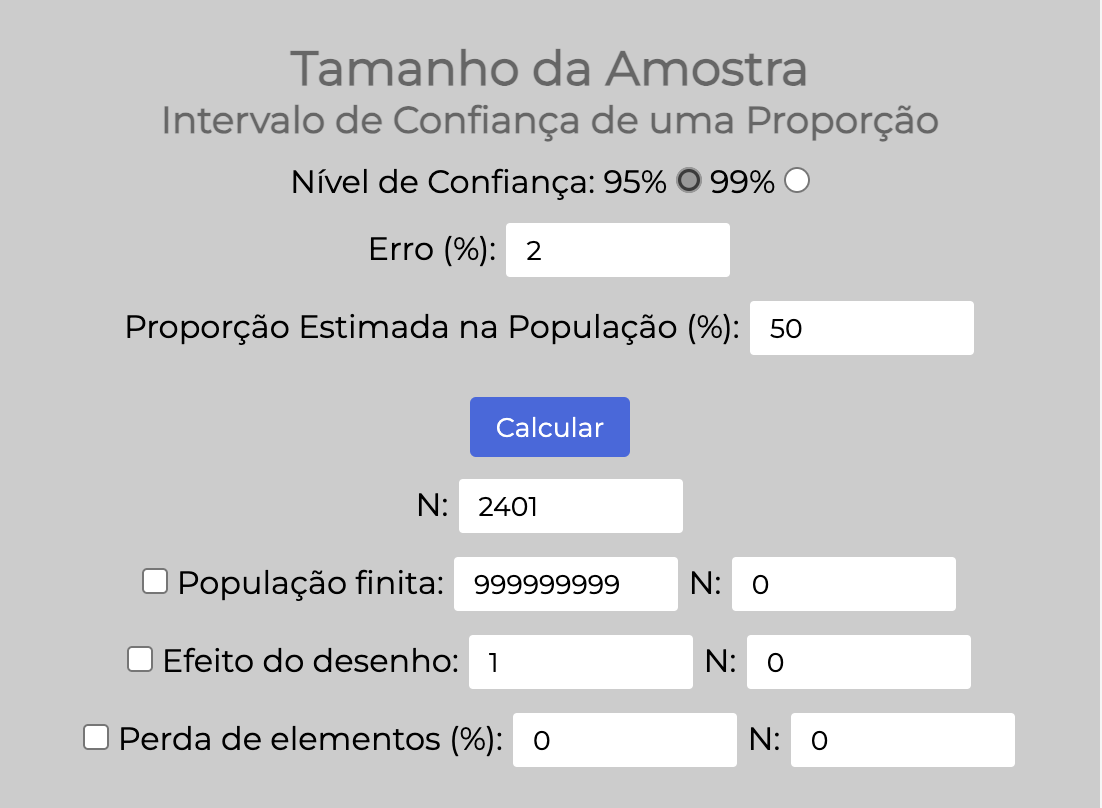 Tamanho da Amostra
Intervalo de Confiança de uma Proporção
Nível de Confiança: 95% 99%
Erro (%): 2
Proporção Estimada na População (%): 50
Calcular
N: 2401
População finita: 999999999 N: 0
Efeito do desenho: 1 N: 0
Perda de elementos (%): 0 N: 0